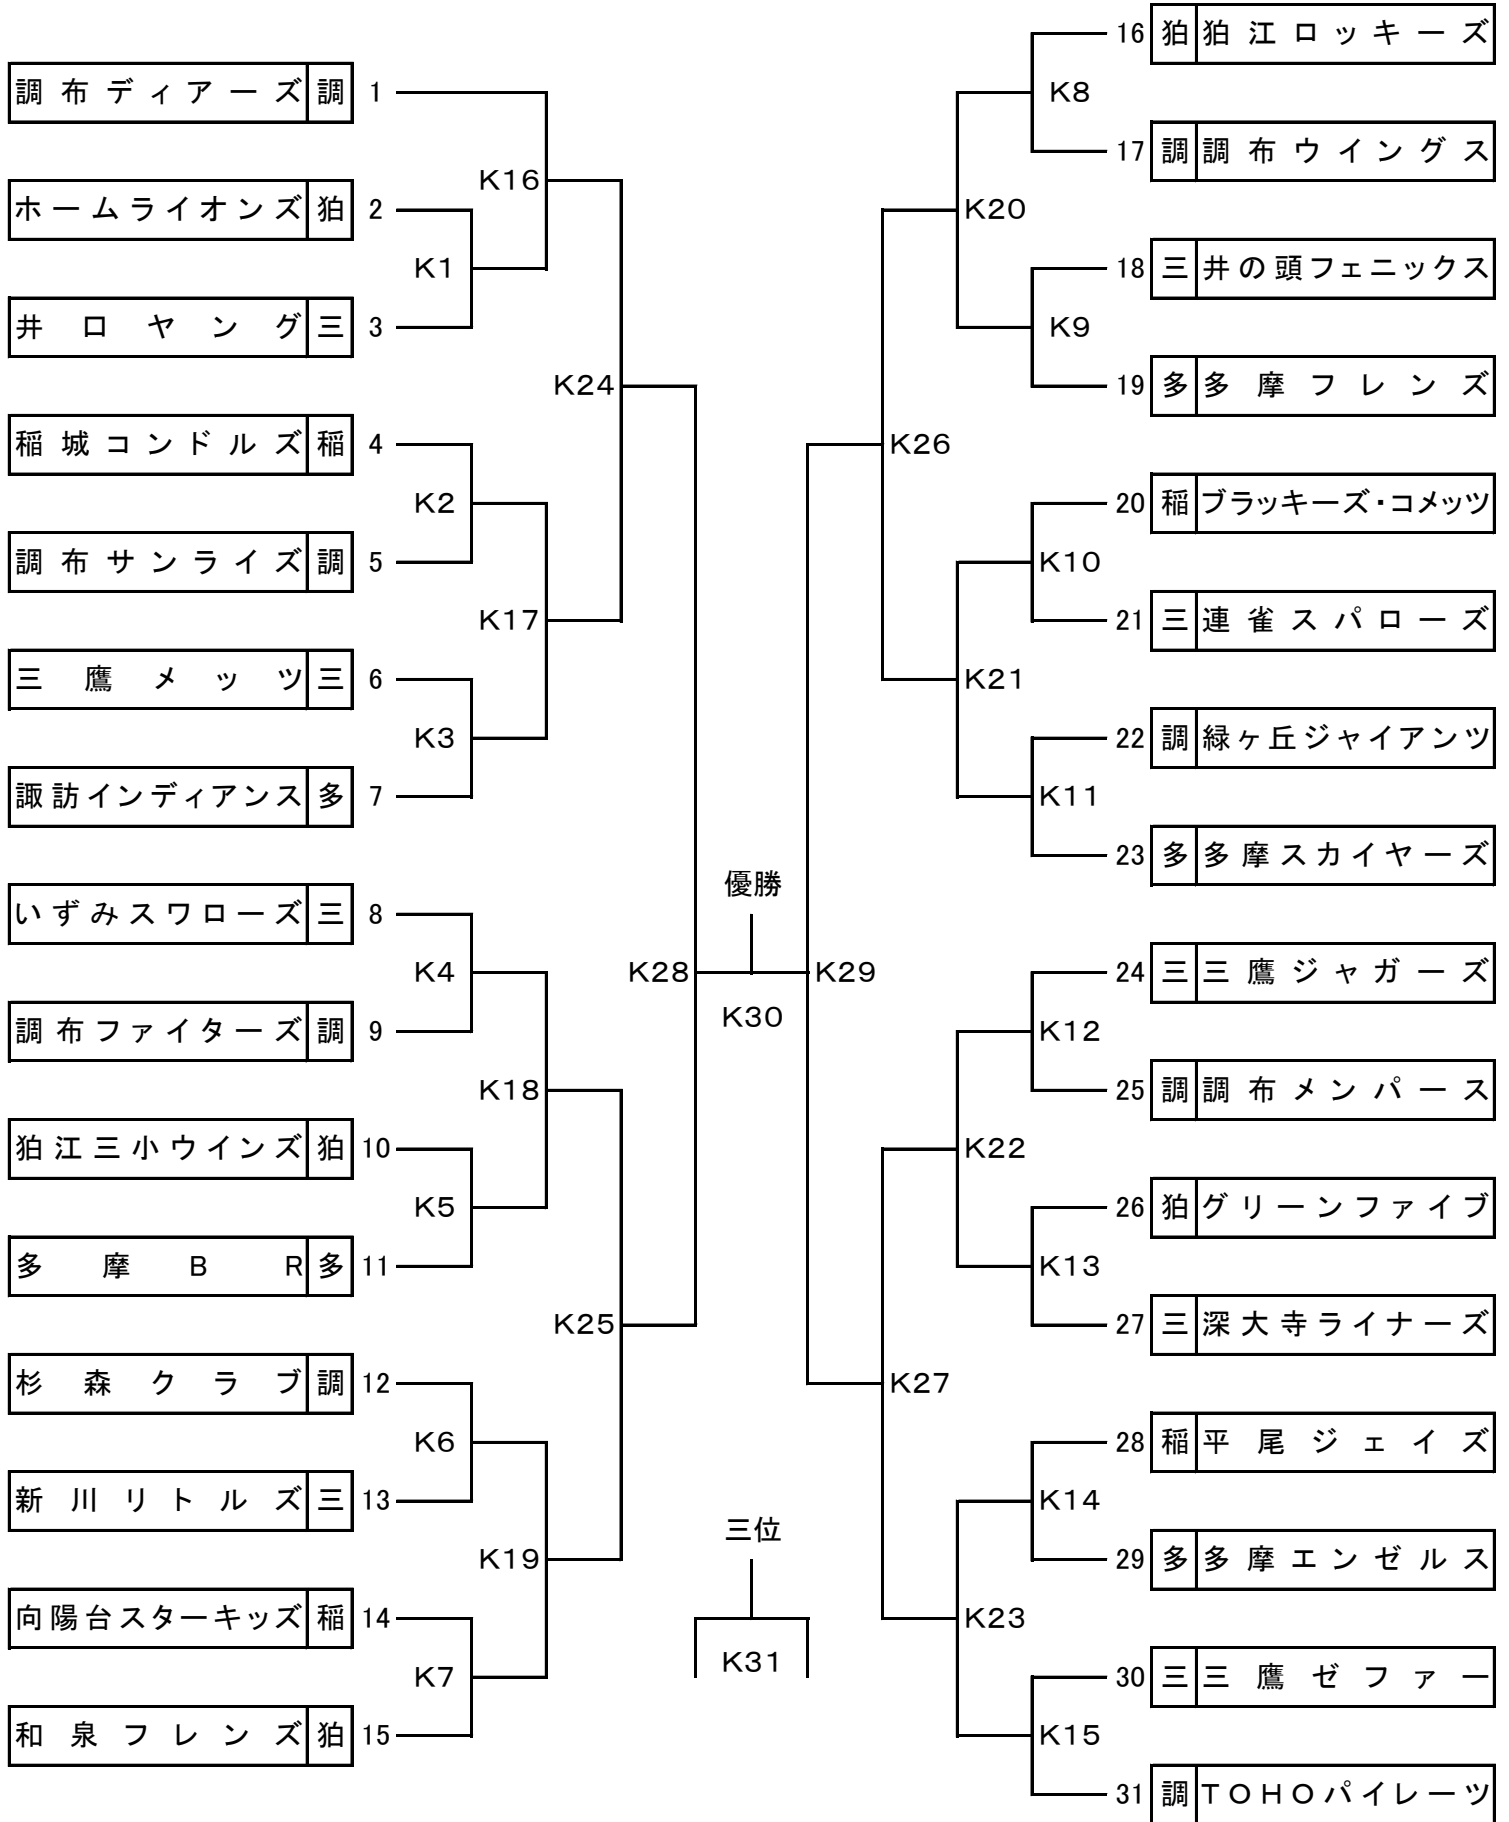 調布ディアーズ 調 1
ホームライオンズ 狛 2
井口ヤング 三 3
稲城コンドルズ 稲 4
調布サンライズ 調 5
三鷹メッツ 三 6
諏訪インディアンス 多 7
いずみスワローズ 三 8
調布ファイターズ 調 9
狛江三小ウインズ 狛 10
多摩BR 多 11
杉森クラブ 調 12
新川リトルズ 三 13
向陽台スターキッズ 稲 14
和泉フレンズ 狛 15
K1
K2
K3
K4
K5
K6
K7
K16
K17
K18
K19
K24
K25
K28
優勝
K30
三位
K31
K29
K26
K27
K20
K21
K22
K23
K8
K9
K10
K11
K12
K13
K14
K15
16 狛 狛江ロッキーズ
17 調 調布ウイングス
18 三 井の頭フェニックス
19 多 多摩フレンズ
20 稲 ブラッキーズ・コメッツ
21 三 連雀スパローズ
22 調 緑ヶ丘ジャイアンツ
23 多 多摩スカイヤーズ
24 三 三鷹ジャガーズ
25 調 調布メンパース
26 狛 グリーンファイブ
27 三 深大寺ライナーズ
28 稲 平尾ジェイズ
29 多 多摩エンゼルス
30 三 三鷹ゼファー
31 調 TOHOパイレーツ